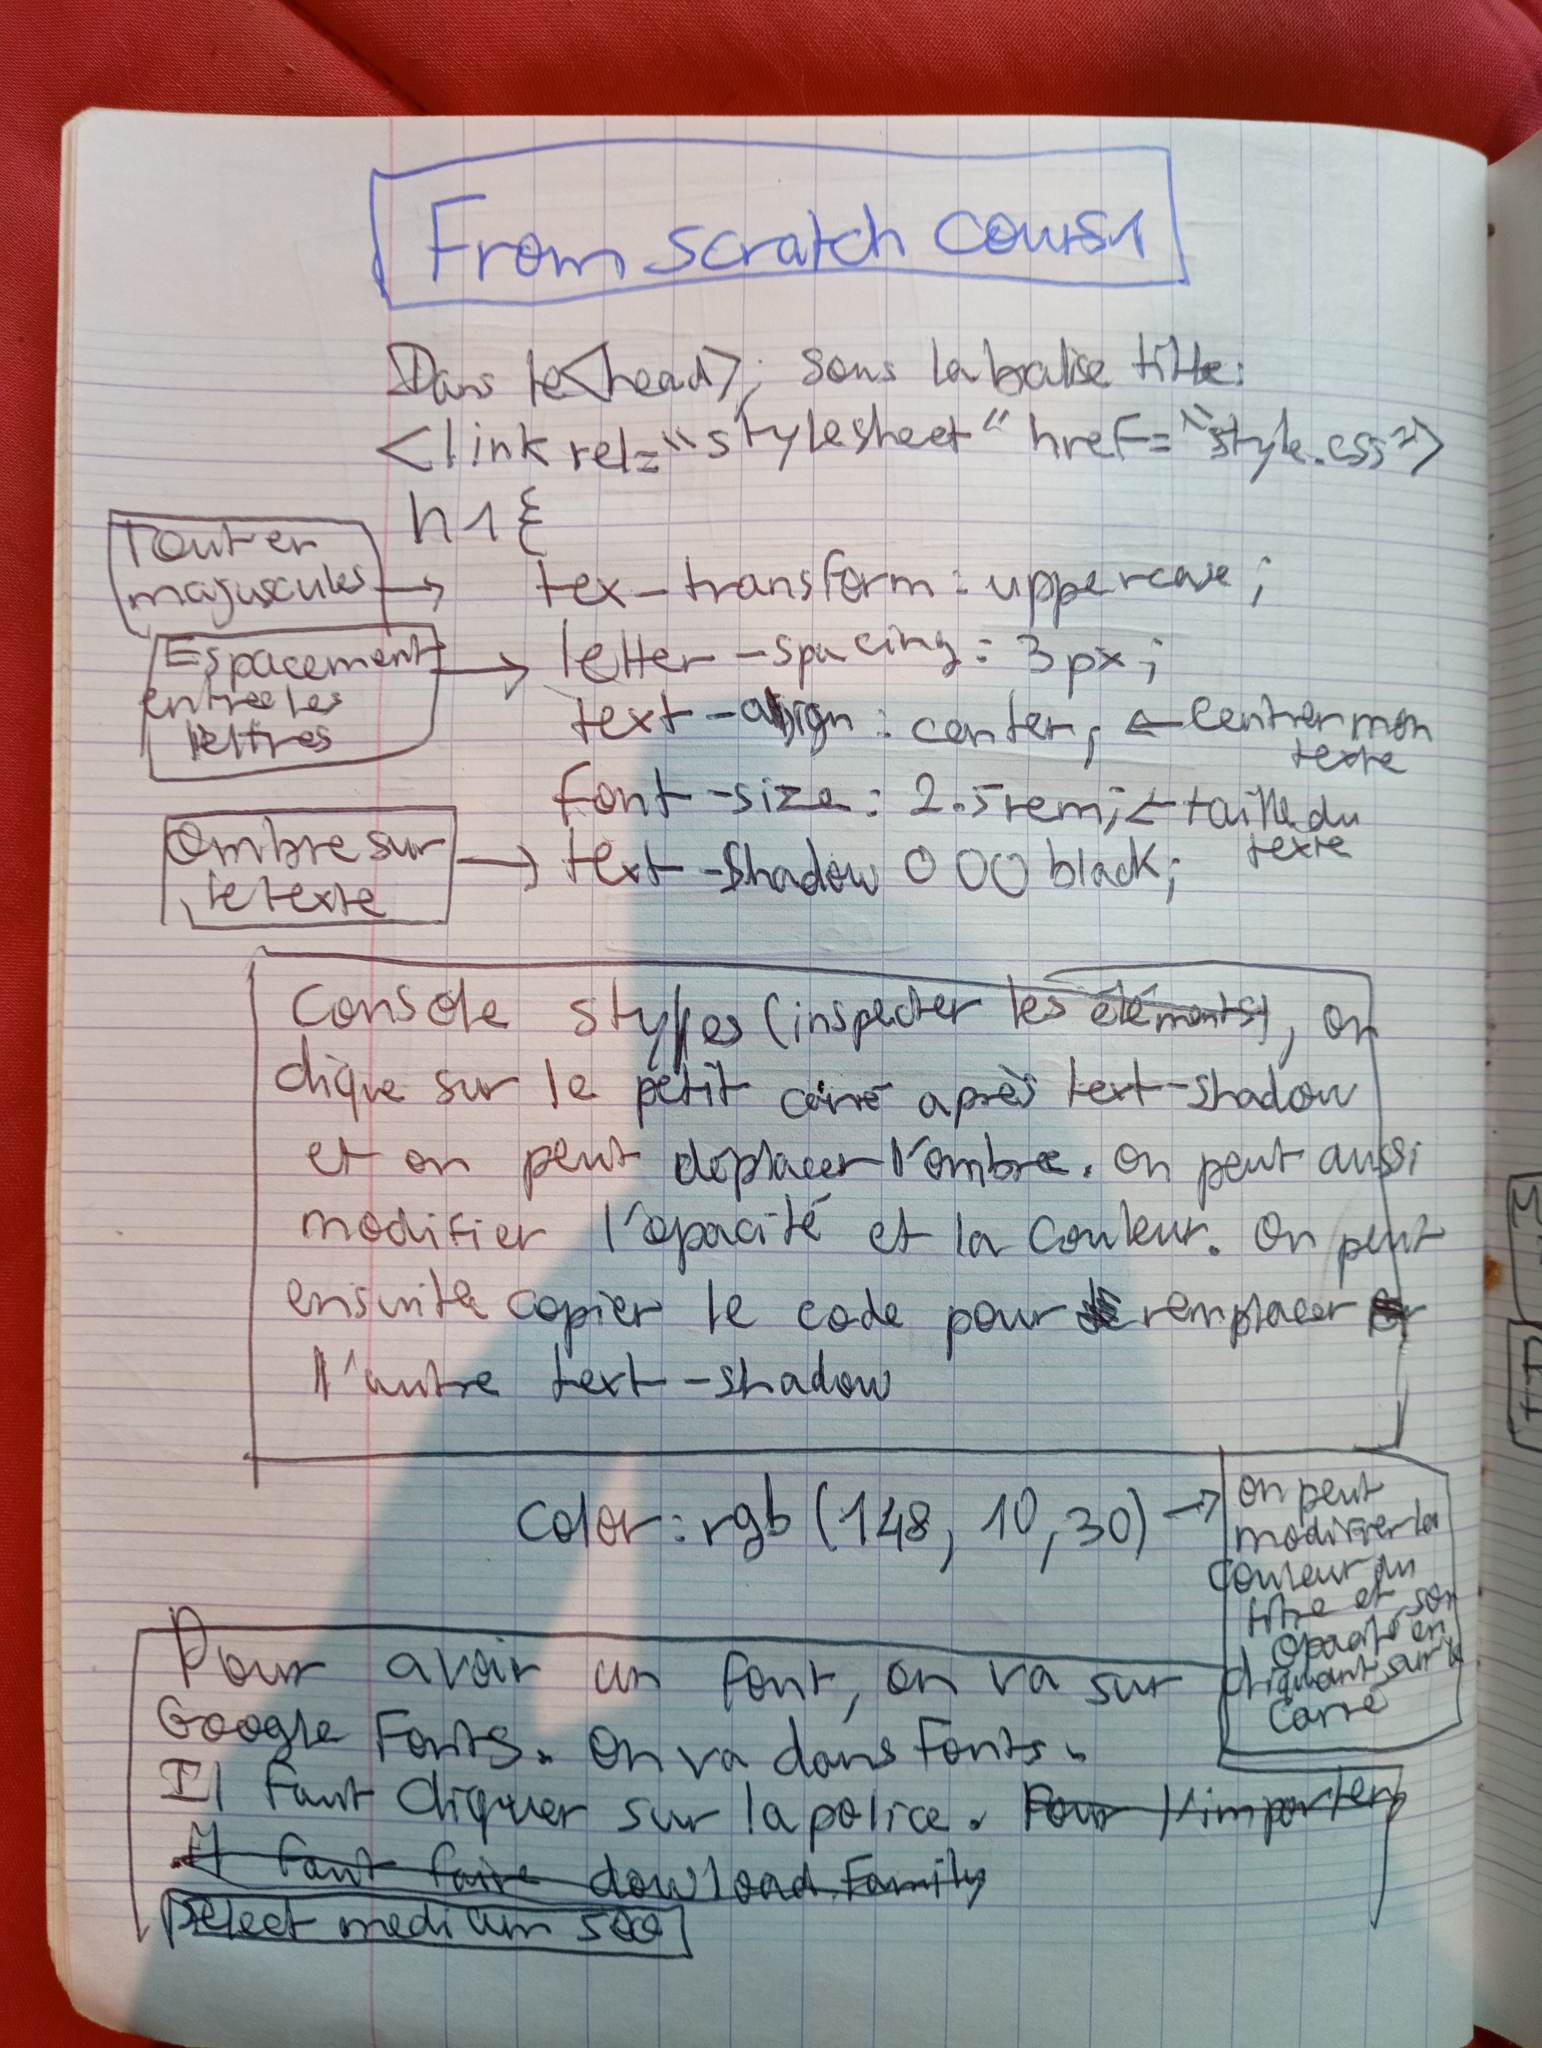 From scratch cours1
Dans le <head>, sous la balise title:
<link rel="stylesheet" href="style.css">
h1{
Tout en
majuscules → tex-transform: uppercase;
Espacement
entre les
lettres → letter-spacing: 3px;
text-align: center; ← centrer mon
texte
font-size: 2.5rem; ← taille du
texte
Ombre sur
le texte → text-shadow 0 0 0 black;
Console styles (inspecter les éléments), on
clique sur le petit carré après text-shadow
et on peut déplacer l'ombre. On peut aussi
modifier l'opacité et la couleur. On peut
ensuite copier le code pour remplacer
l'autre text-shadow
color: rgb(148, 10, 30) → on peut
modifier la
couleur du
titre et son
opacité en
cliquant sur le
carré
Pour avoir un font, on va sur
Google Fonts. On va dans Fonts.
Il faut cliquer sur la police. Pour l'importer,
Il faut faire dowload Family
Select medium 500